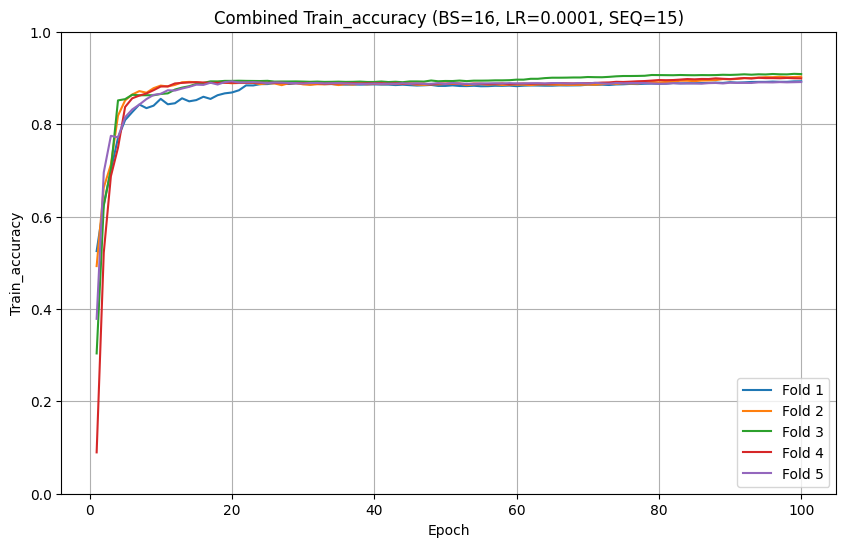 Combined Train_accuracy (BS=16, LR=0.0001, SEQ=15)
Train_accuracy
1.0
0.8
0.6
0.4
0.2
0.0
0
20
40
60
80
100
Epoch
Fold 1
Fold 2
Fold 3
Fold 4
Fold 5